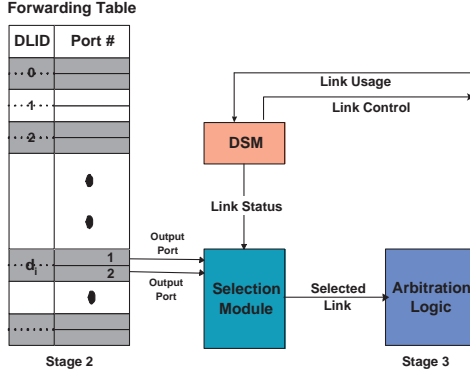 Forwarding Table
DLID Port #
0
1
2
Link Usage
Link Control
DSM
Link Status
d_i 1
2
Output
Port
Output
Port
Selection
Module
Selected
Link
Arbitration
Logic
Stage 2
Stage 3